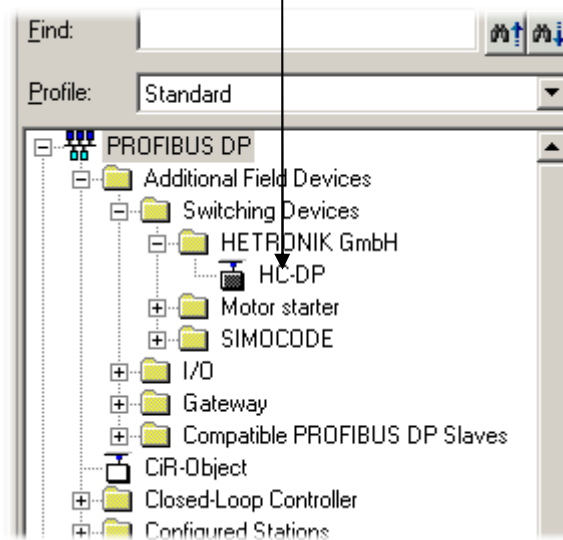 Find:
Profile: Standard
PROFIBUS DP
Additional Field Devices
Switching Devices
HETRONIK GmbH
HC-DP
Motor starter
SIMOCODE
I/O
Gateway
Compatible PROFIBUS DP Slaves
CiR-Object
Closed-Loop Controller
Configured Stations